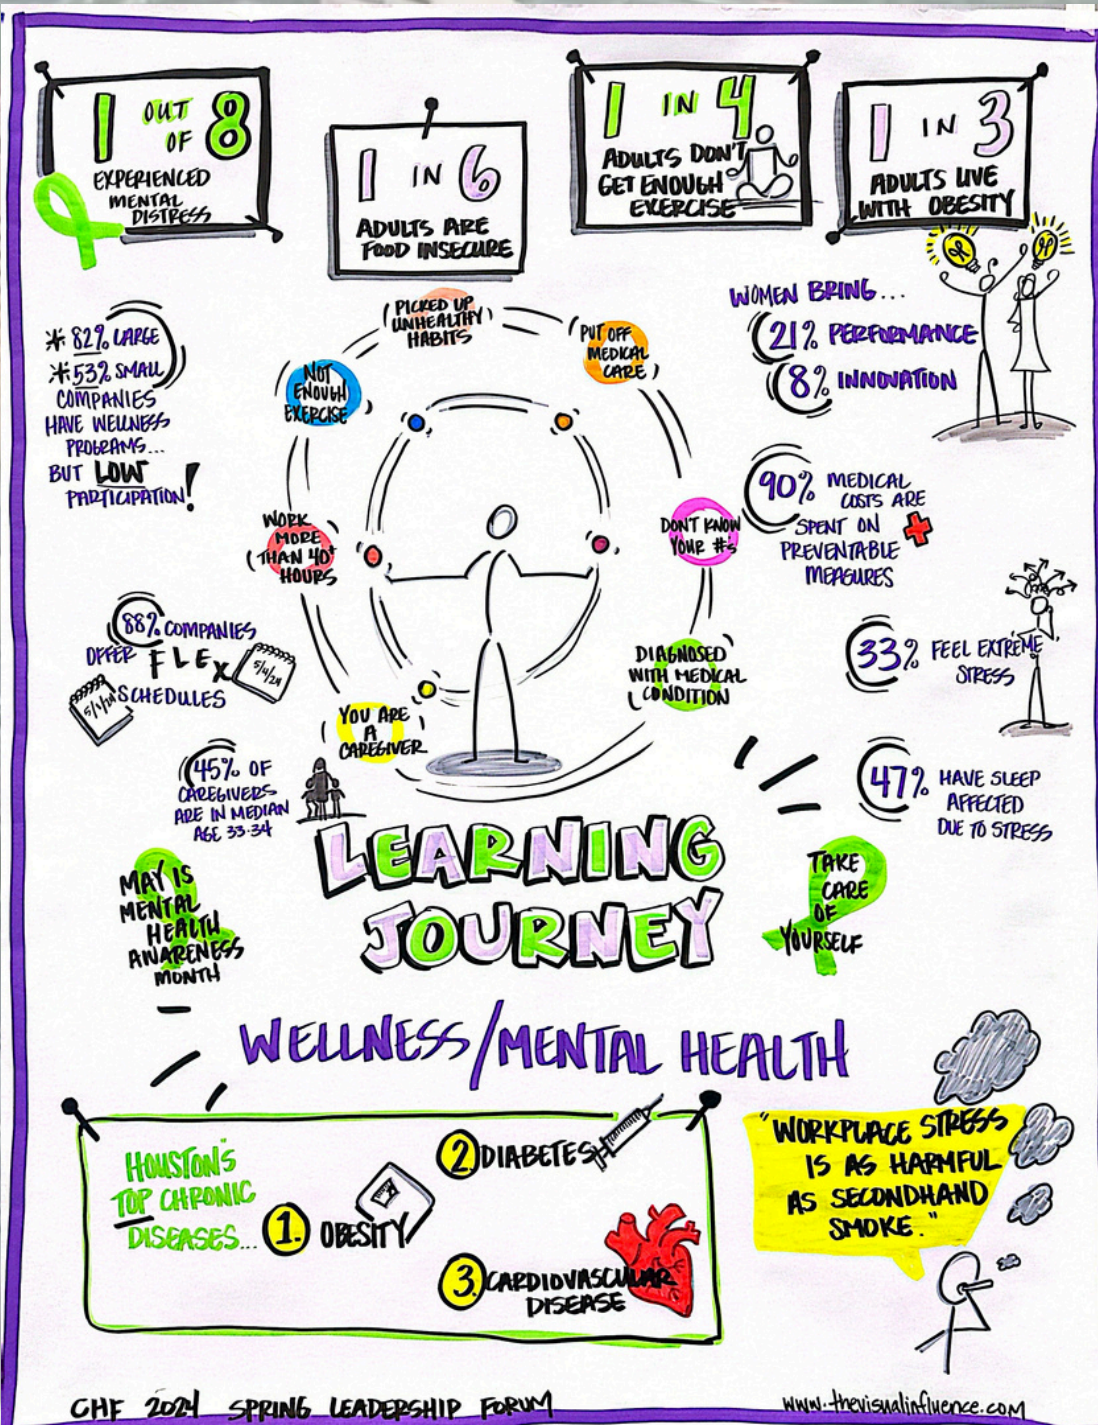 1 OUT
OF 8
EXPERIENCED
MENTAL
DISTRESS
1 IN 6
ADULTS ARE
FOOD INSECURE
1 IN 4
ADULTS DON'T
GET ENOUGH
EXERCISE
1 IN 3
ADULTS LIVE
WITH OBESITY
* 82% LARGE
* 53% SMALL
COMPANIES
HAVE WELLNESS
PROGRAMS...
BUT LOW
PARTICIPATION!
PICKED UP
UNHEALTHY
HABITS
PUT OFF
MEDICAL
CARE
NOT
ENOUGH
EXERCISE
WORK
MORE
THAN 40+
HOURS
DON'T KNOW
YOUR #'s
DIAGNOSED
WITH MEDICAL
CONDITION
YOU ARE
A
CAREGIVER
WOMEN BRING...
21% PERFORMANCE
8% INNOVATION
90% MEDICAL
COSTS ARE
SPENT ON
PREVENTABLE
MEASURES
33% FEEL EXTREME
STRESS
47% HAVE SLEEP
AFFECTED
DUE TO STRESS
88% COMPANIES
OFFER FLEX
SCHEDULES
5/4/24
5/1/24
45% OF
CAREGIVERS
ARE IN MEDIAN
AGE 33-34
LEARNING
JOURNEY
MAY IS
MENTAL
HEALTH
AWARENESS
MONTH
TAKE
CARE
OF
YOURSELF
WELLNESS/MENTAL HEALTH
HOUSTON'S
TOP CHRONIC
DISEASES...
1. OBESITY
2. DIABETES
3. CARDIOVASCULAR
DISEASE
"WORKPLACE STRESS
IS AS HARMFUL
AS SECONDHAND
SMOKE."
CHF 2024 SPRING LEADERSHIP FORUM
www.thevisualinfluence.com